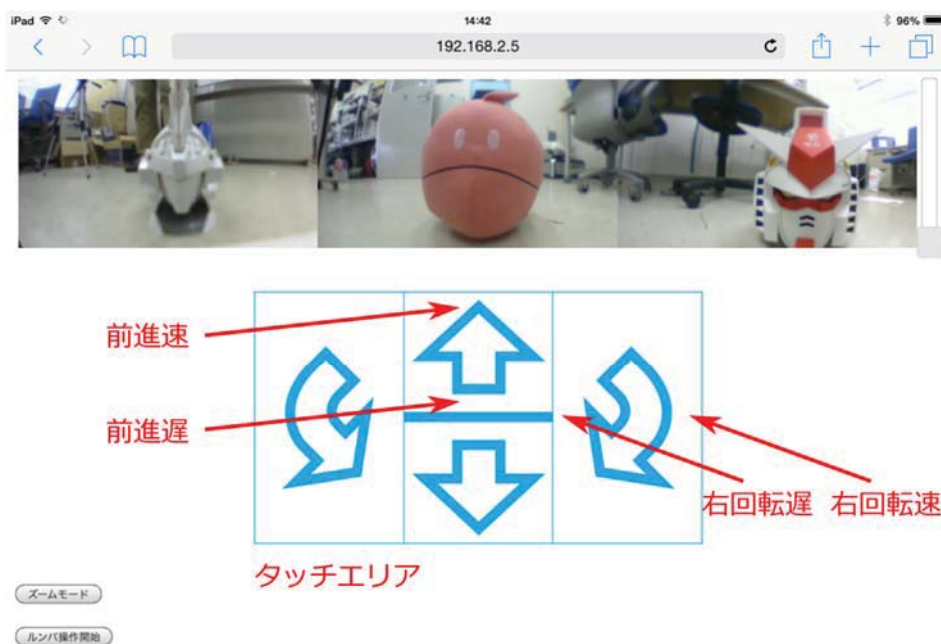 iPad 14:42 96%
192.168.2.5
前進速
前進遅
右回転遅 右回転速
タッチエリア
ズームモード
ルンバ操作開始